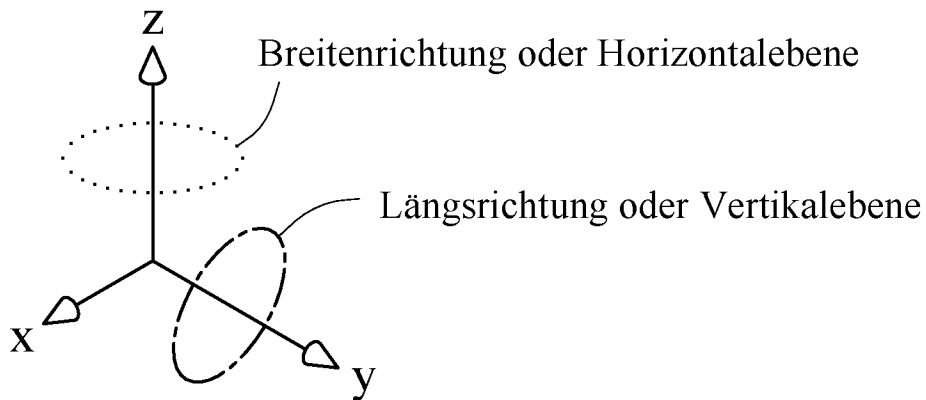 z
Breitenrichtung oder Horizontalebene
Längsrichtung oder Vertikalebene
x
y